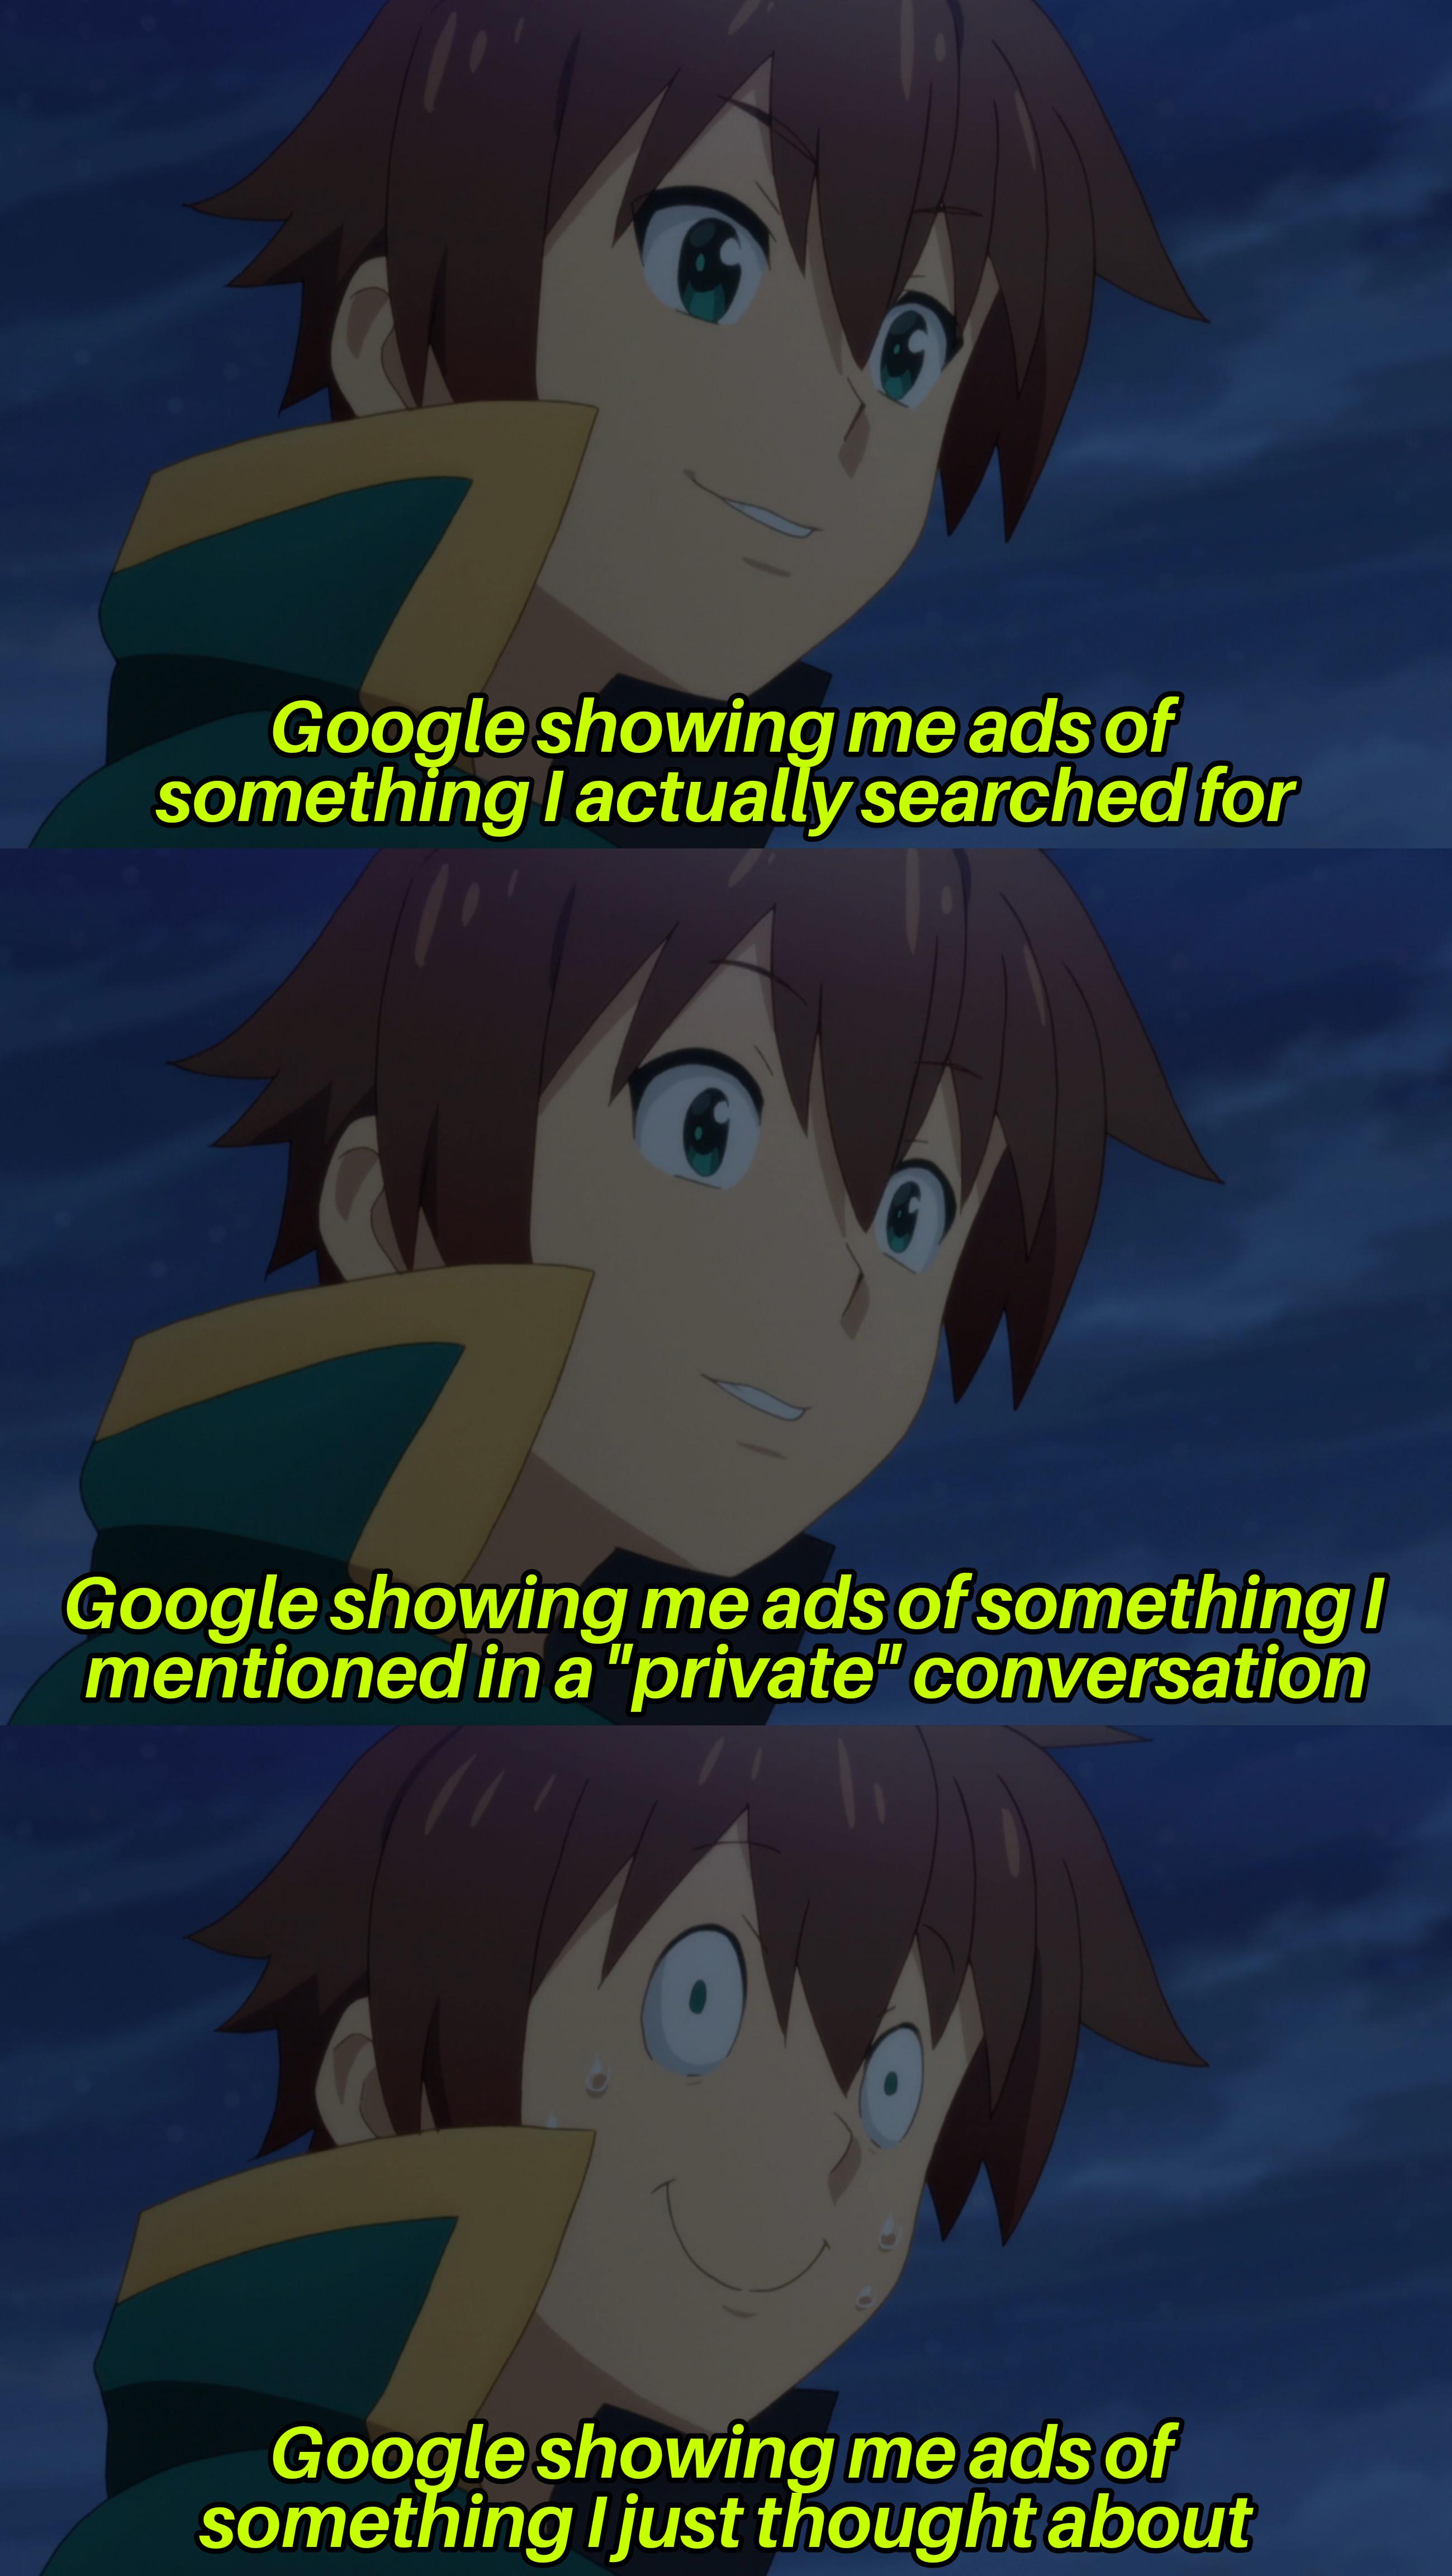 Google showing me ads of
something I actually searched for
Google showing me ads of something I
mentioned in a "private" conversation
Google showing me ads of
something I just thought about